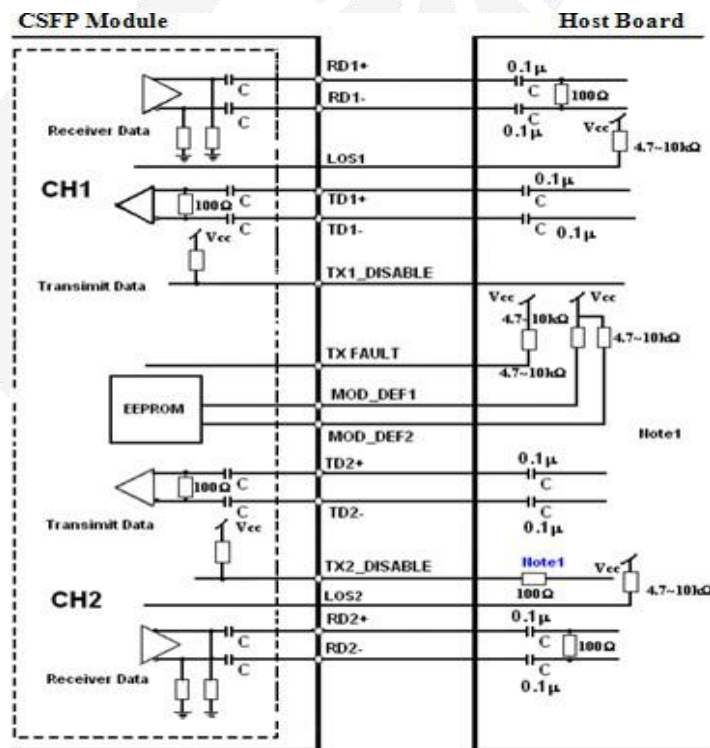 CSFP Module
Host Board
RD1+
0.1μ
C
C
100Ω
RD1-
C
C
Receiver Data
0.1μ
Vcc
4.7~10kΩ
LOS1
CH1
0.1μ
TD1+
C
C
100Ω
C
TD1-
C
0.1μ
Vcc
TX1_DISABLE
Transimit Data
Vcc
Vcc
4.7~10kΩ
4.7~10kΩ
TX FAULT
4.7~10kΩ
MOD_DEF1
EEPROM
MOD_DEF2
Note1
TD2+
0.1μ
C
100Ω
C
C
Transimit Data
TD2-
C
Vcc
0.1μ
TX2_DISABLE
Note1
Vcc
100Ω
4.7~10kΩ
CH2
LOS2
RD2+
0.1μ
C
C
100Ω
RD2-
C
C
Receiver Data
0.1μ